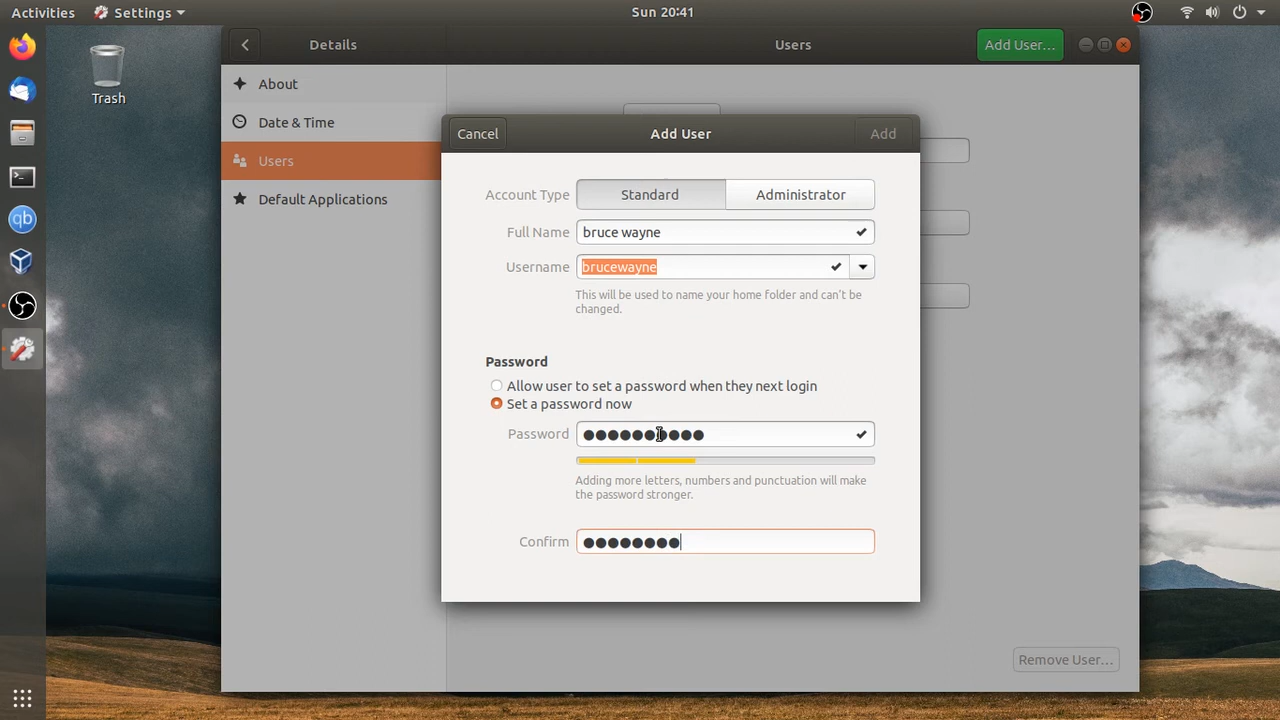 Activities Settings Sun 20:41
Trash
Details Users Add User...
About
Date & Time
Users
Default Applications
Cancel Add User Add
Account Type Standard Administrator
Full Name bruce wayne
Username brucewayne
This will be used to name your home folder and can't be
changed.
Password
Allow user to set a password when they next login
Set a password now
Password ●●●●●●●●●●
Adding more letters, numbers and punctuation will make
the password stronger.
Confirm ●●●●●●●●
Remove User...
qb